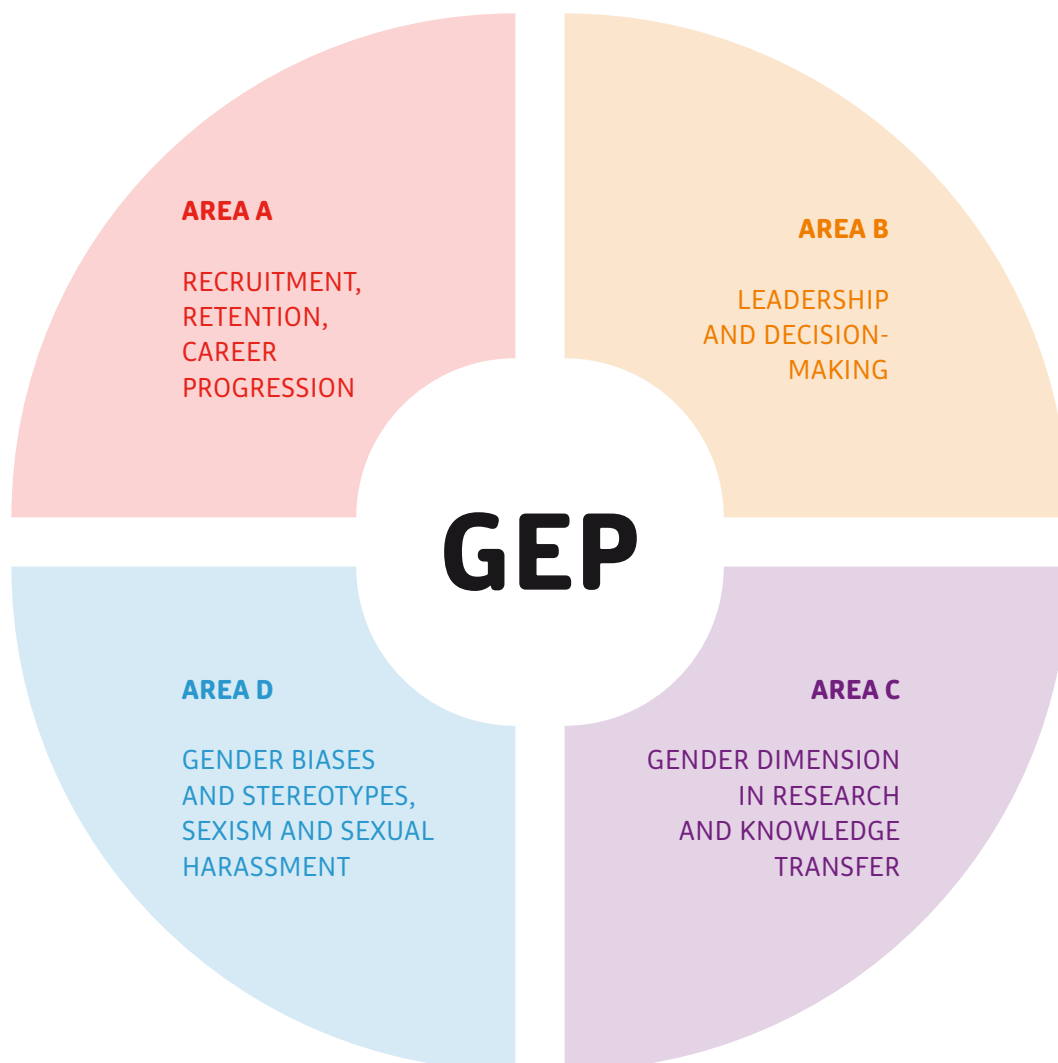 AREA A
RECRUITMENT,
RETENTION,
CAREER
PROGRESSION
AREA B
LEADERSHIP
AND DECISION-
MAKING
GEP
AREA D
GENDER BIASES
AND STEREOTYPES,
SEXISM AND SEXUAL
HARASSMENT
AREA C
GENDER DIMENSION
IN RESEARCH
AND KNOWLEDGE
TRANSFER